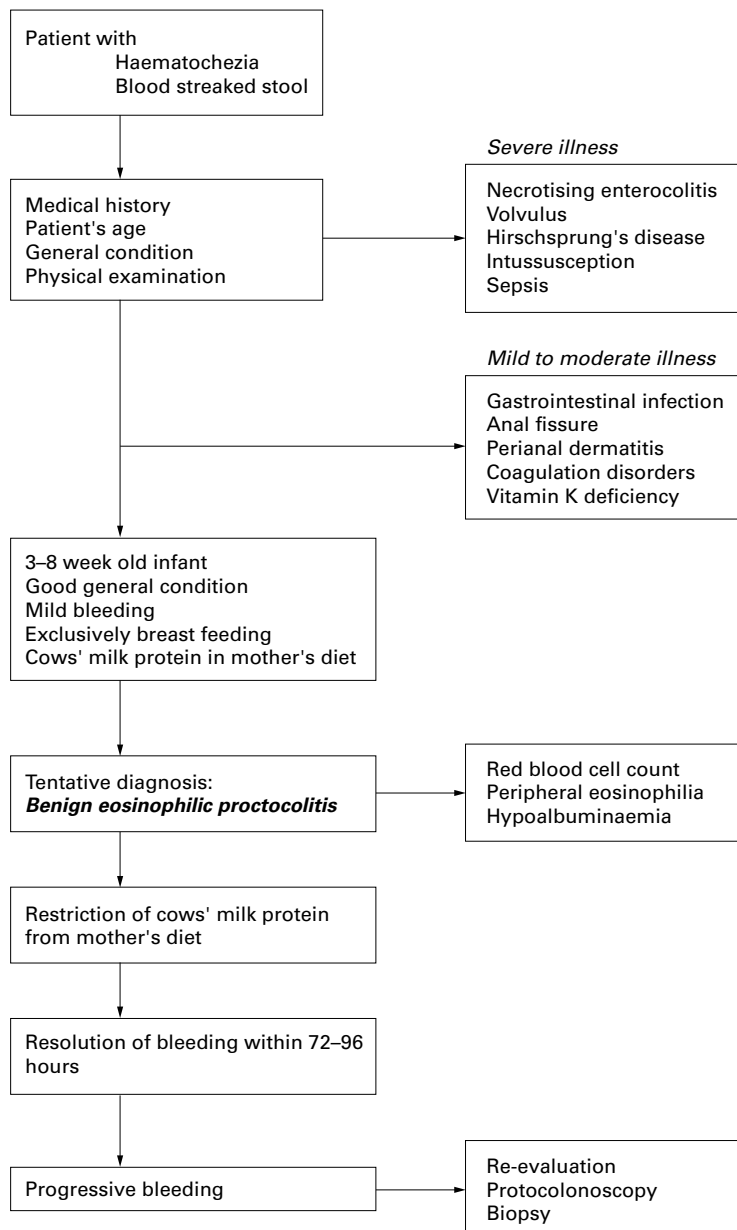 Patient with
Haematochezia
Blood streaked stool
Severe illness
Medical history
Patient's age
General condition
Physical examination
Necrotising enterocolitis
Volvulus
Hirschsprung's disease
Intussusception
Sepsis
Mild to moderate illness
Gastrointestinal infection
Anal fissure
Perianal dermatitis
Coagulation disorders
Vitamin K deficiency
3–8 week old infant
Good general condition
Mild bleeding
Exclusively breast feeding
Cows' milk protein in mother's diet
Tentative diagnosis:
Benign eosinophilic proctocolitis
Red blood cell count
Peripheral eosinophilia
Hypoalbuminaemia
Restriction of cows' milk protein
from mother's diet
Resolution of bleeding within 72–96
hours
Progressive bleeding
Re-evaluation
Protocolonoscopy
Biopsy